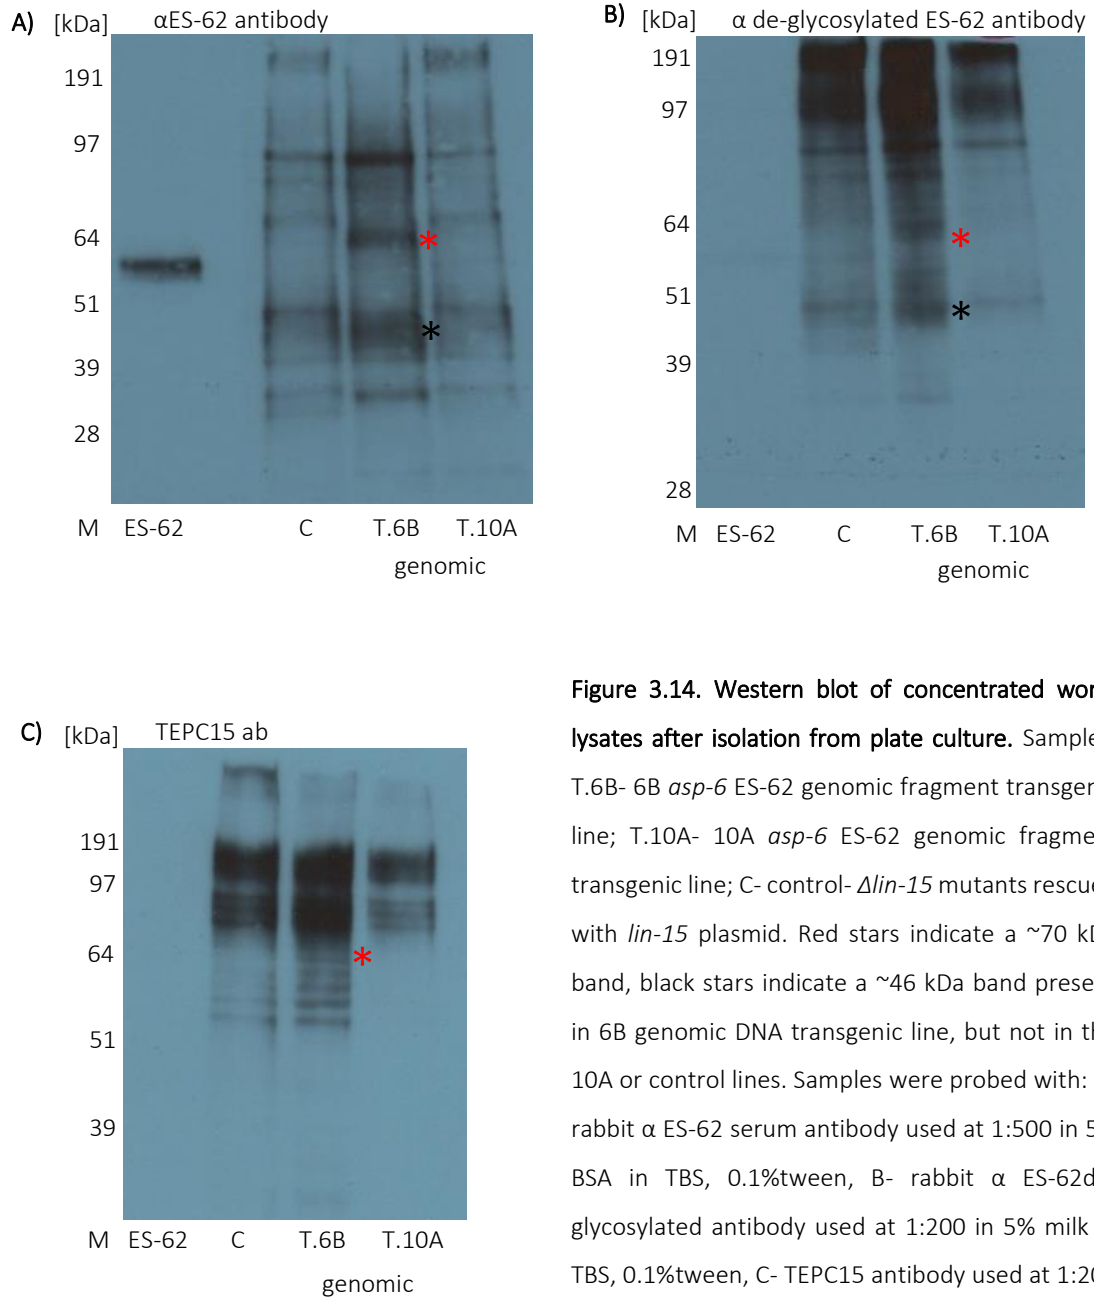 A) [kDa] αES-62 antibody
191
97
64
*
51
*
39
28
M ES-62 C T.6B T.10A
genomic
B) [kDa] α de-glycosylated ES-62 antibody
191
97
64
*
51
*
39
28
M ES-62 C T.6B T.10A
genomic
C) [kDa] TEPC15 ab
191
97
64
*
51
39
M ES-62 C T.6B T.10A
genomic
Figure 3.14. Western blot of concentrated wor
lysates after isolation from plate culture. Sample
T.6B- 6B asp-6 ES-62 genomic fragment transgen
line; T.10A- 10A asp-6 ES-62 genomic fragme
transgenic line; C- control- Δlin-15 mutants rescue
with lin-15 plasmid. Red stars indicate a ~70 kD
band, black stars indicate a ~46 kDa band prese
in 6B genomic DNA transgenic line, but not in th
10A or control lines. Samples were probed with:
rabbit α ES-62 serum antibody used at 1:500 in 5
BSA in TBS, 0.1%tween, B- rabbit α ES-62d
glycosylated antibody used at 1:200 in 5% milk
TBS, 0.1%tween, C- TEPC15 antibody used at 1:20